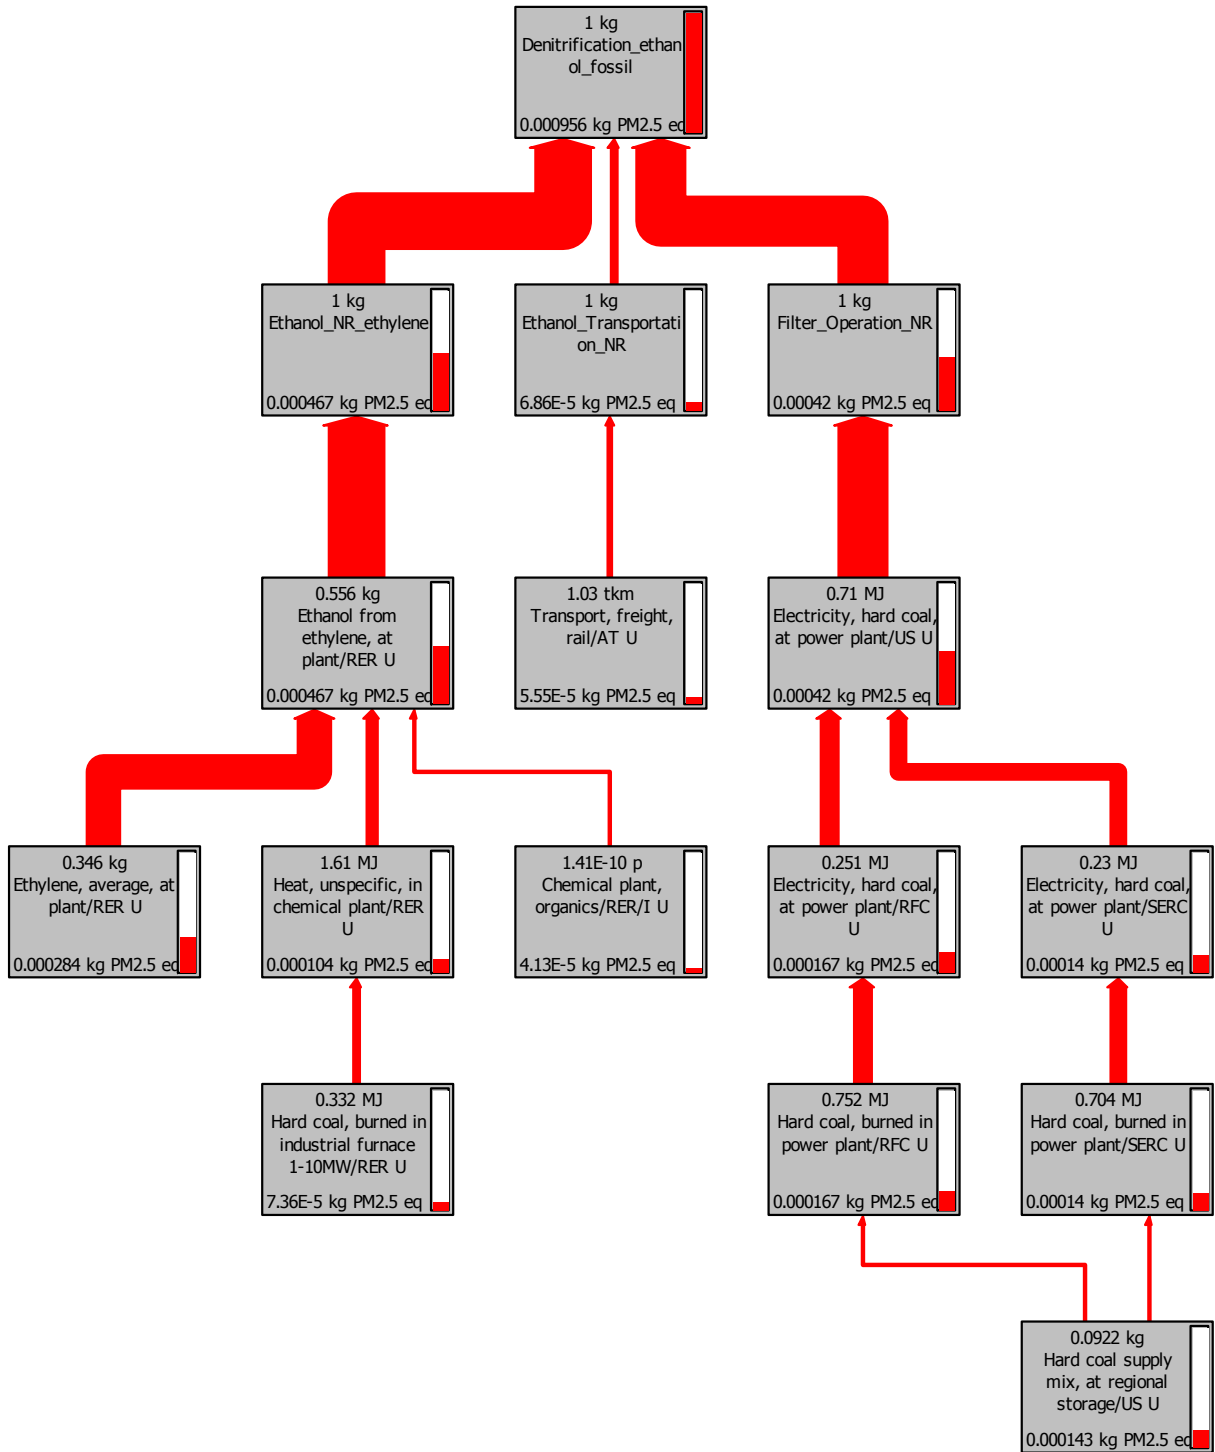 1 kg
Denitrification_ethan
ol_fossil
0.000956 kg PM2.5 eq
1 kg
Ethanol_NR_ethylene
0.000467 kg PM2.5 eq
1 kg
Ethanol_Transportati
on_NR
6.86E-5 kg PM2.5 eq
1 kg
Filter_Operation_NR
0.00042 kg PM2.5 eq
0.556 kg
Ethanol from
ethylene, at
plant/RER U
0.000467 kg PM2.5 eq
1.03 tkm
Transport, freight,
rail/AT U
5.55E-5 kg PM2.5 eq
0.71 MJ
Electricity, hard coal,
at power plant/US U
0.00042 kg PM2.5 eq
0.346 kg
Ethylene, average, at
plant/RER U
0.000284 kg PM2.5 eq
1.61 MJ
Heat, unspecific, in
chemical plant/RER
U
0.000104 kg PM2.5 eq
1.41E-10 p
Chemical plant,
organics/RER/I U
4.13E-5 kg PM2.5 eq
0.251 MJ
Electricity, hard coal,
at power plant/RFC
U
0.000167 kg PM2.5 eq
0.23 MJ
Electricity, hard coal,
at power plant/SERC
U
0.00014 kg PM2.5 eq
0.332 MJ
Hard coal, burned in
industrial furnace
1-10MW/RER U
7.36E-5 kg PM2.5 eq
0.752 MJ
Hard coal, burned in
power plant/RFC U
0.000167 kg PM2.5 eq
0.704 MJ
Hard coal, burned in
power plant/SERC U
0.00014 kg PM2.5 eq
0.0922 kg
Hard coal supply
mix, at regional
storage/US U
0.000143 kg PM2.5 eq